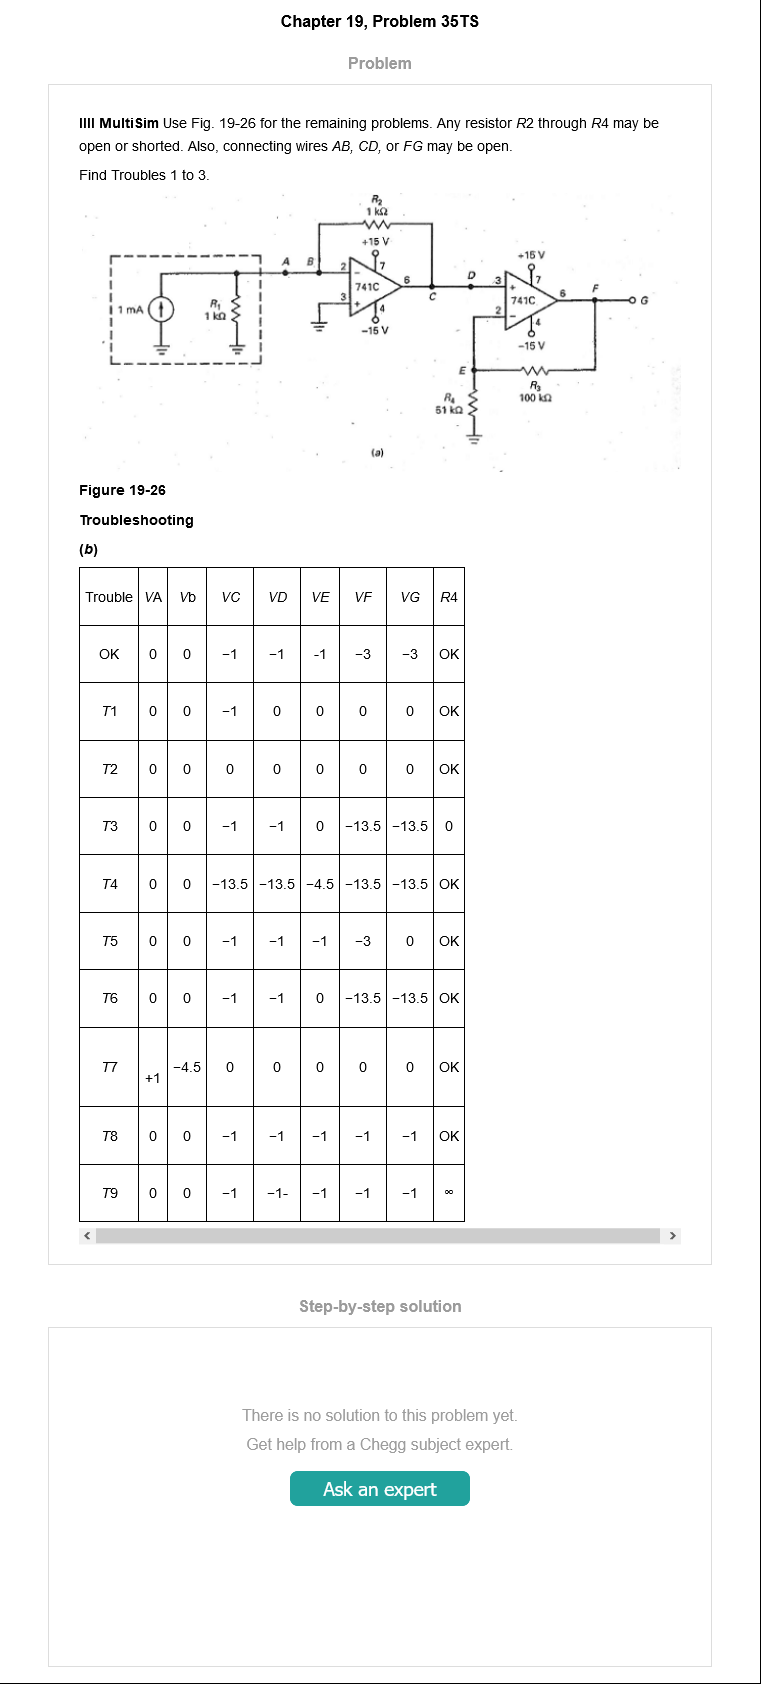 Chapter 19, Problem 35TS
Problem
IIII MultiSim Use Fig. 19-26 for the remaining problems. Any resistor R2 through R4 may be
open or shorted. Also, connecting wires AB, CD, or FG may be open.
Find Troubles 1 to 3.
R2
1 kΩ
+15 V
7
A B 2 − 741C 6 C
3 +
4
−15 V
1 mA
R1
1 kΩ
+15 V
7
D 3 + 741C 6 F G
2 −
4
−15 V
E
R3
100 kΩ
R4
51 kΩ
(a)
Figure 19-26
Troubleshooting
(b)
Trouble VA Vb VC VD VE VF VG R4
OK 0 0 −1 −1 -1 −3 −3 OK
T1 0 0 −1 0 0 0 0 OK
T2 0 0 0 0 0 0 0 OK
T3 0 0 −1 −1 0 −13.5 −13.5 0
T4 0 0 −13.5 −13.5 −4.5 −13.5 −13.5 OK
T5 0 0 −1 −1 −1 −3 0 OK
T6 0 0 −1 −1 0 −13.5 −13.5 OK
T7 +1 −4.5 0 0 0 0 0 OK
T8 0 0 −1 −1 −1 −1 −1 OK
T9 0 0 −1 −1- −1 −1 −1 ∞
Step-by-step solution
There is no solution to this problem yet.
Get help from a Chegg subject expert.
Ask an expert